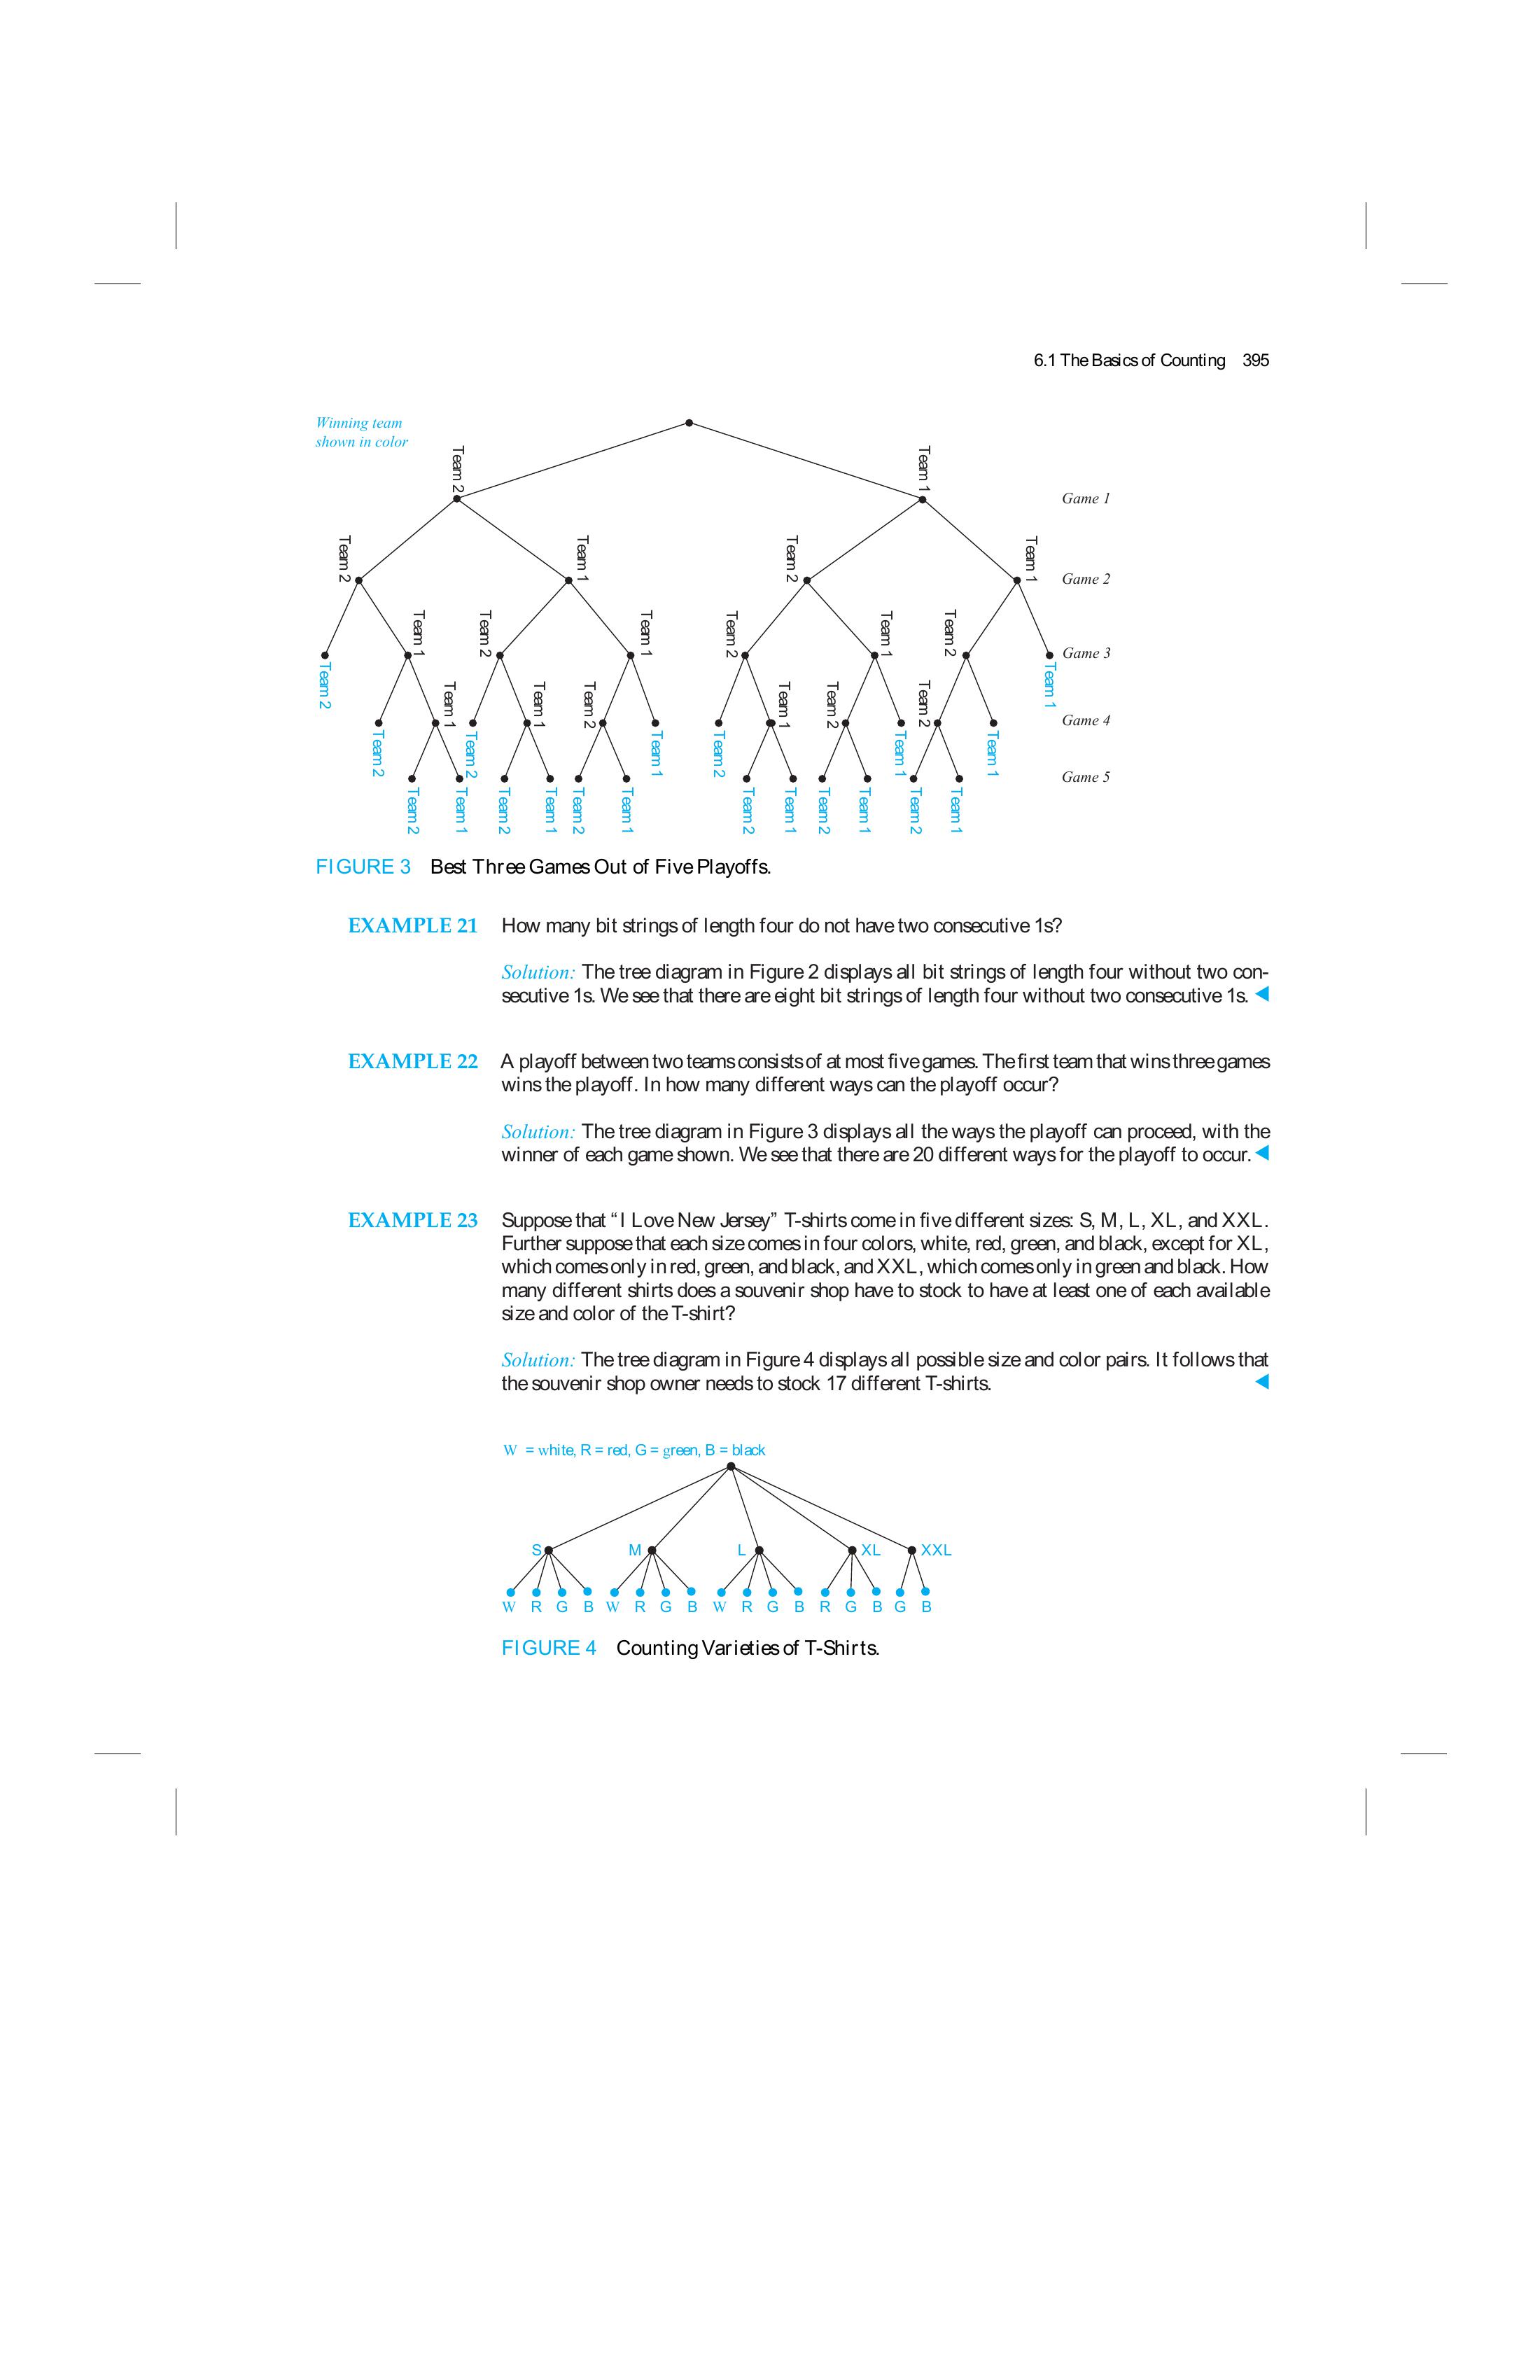 6.1 The Basics of Counting 395
Winning team
shown in color
Team 2 Team 1
Game 1
Team 2 Team 1 Team 2 Team 1
Game 2
Team 1 Team 2 Team 1 Team 2 Team 1 Team 2
Game 3
Team 2 Team 1
Team 1 Team 1 Team 2 Team 1 Team 2 Team 2
Game 4
Team 2 Team 2 Team 1 Team 2 Team 1 Team 1
Game 5
Team 2 Team 1 Team 2 Team 1 Team 2 Team 1 Team 2 Team 1 Team 2 Team 1 Team 2 Team 1
FIGURE 3 Best Three Games Out of Five Playoffs.
EXAMPLE 21 How many bit strings of length four do not have two consecutive 1s?
Solution: The tree diagram in Figure 2 displays all bit strings of length four without two con-
secutive 1s. We see that there are eight bit strings of length four without two consecutive 1s.
EXAMPLE 22 A playoff between two teams consists of at most five games. The first team that wins three games
wins the playoff. In how many different ways can the playoff occur?
Solution: The tree diagram in Figure 3 displays all the ways the playoff can proceed, with the
winner of each game shown. We see that there are 20 different ways for the playoff to occur.
EXAMPLE 23 Suppose that “I Love New Jersey” T-shirts come in five different sizes: S, M, L, XL, and XXL.
Further suppose that each size comes in four colors, white, red, green, and black, except for XL,
which comes only in red, green, and black, and XXL, which comes only in green and black. How
many different shirts does a souvenir shop have to stock to have at least one of each available
size and color of the T-shirt?
Solution: The tree diagram in Figure 4 displays all possible size and color pairs. It follows that
the souvenir shop owner needs to stock 17 different T-shirts.
W = white, R = red, G = green, B = black
S M L XL XXL
W R G B W R G B W R G B R G B G B
FIGURE 4 Counting Varieties of T-Shirts.